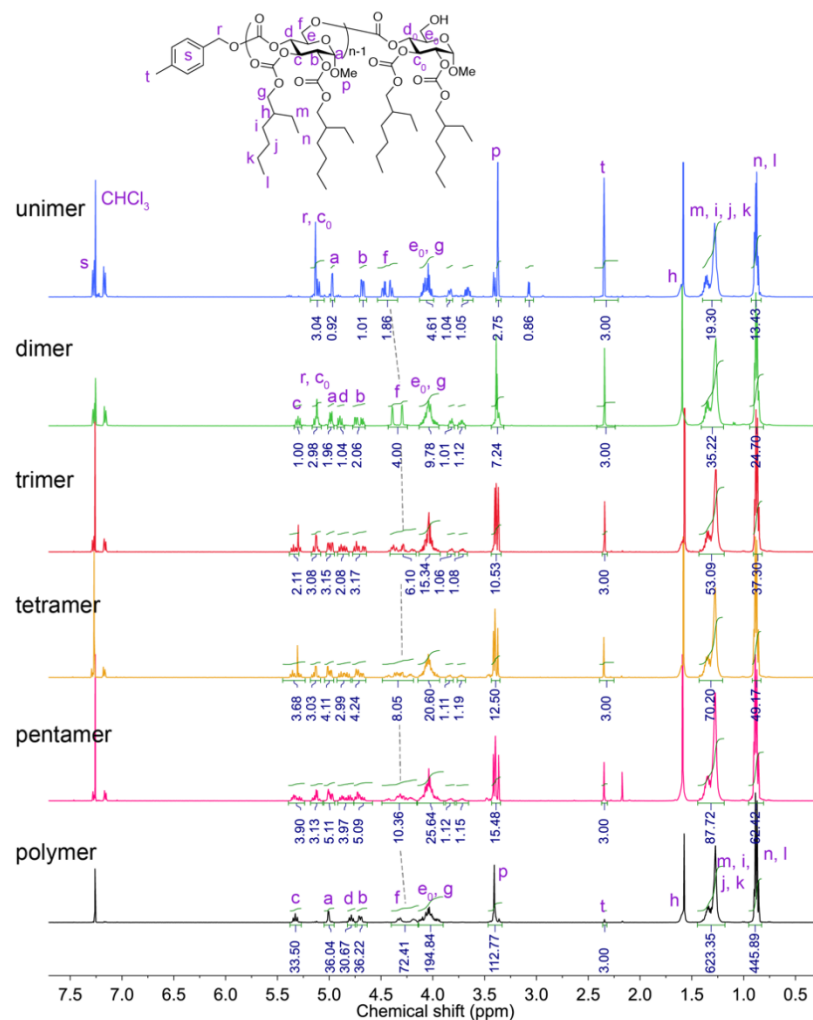 r
O
O
f
O
O
OH
d
e
d0
e0
s
O
O
n-1
O
O
t
c
b
a
OMe
c0
OMe
O
O
O
O
p
g
h
m
i
n
j
k
l
unimer
CHCl3
s
r, c0
a
b
f
e0, g
p
t
h
m, i, j, k
n, l
3.04
0.92
1.01
1.86
4.61
1.04
1.05
2.75
0.86
3.00
19.30
13.43
dimer
c
r, c0
a
d
b
f
e0, g
1.00
2.98
1.96
1.04
2.06
4.00
9.78
1.01
1.12
7.24
3.00
35.22
24.70
trimer
2.11
3.08
3.15
2.08
3.17
6.10
15.34
1.06
1.08
10.53
3.00
53.09
37.30
tetramer
3.68
3.03
4.11
2.99
4.24
8.05
20.60
1.11
1.19
12.50
3.00
70.20
49.17
pentamer
3.90
3.13
5.11
3.97
5.09
10.36
25.64
1.12
1.15
15.48
3.00
87.72
62.42
polymer
c
a
d
b
f
e0, g
p
t
h
m, i,
j, k
n, l
33.50
36.04
30.67
36.22
72.41
194.84
112.77
3.00
623.35
445.89
7.5 7.0 6.5 6.0 5.5 5.0 4.5 4.0 3.5 3.0 2.5 2.0 1.5 1.0 0.5
Chemical shift (ppm)